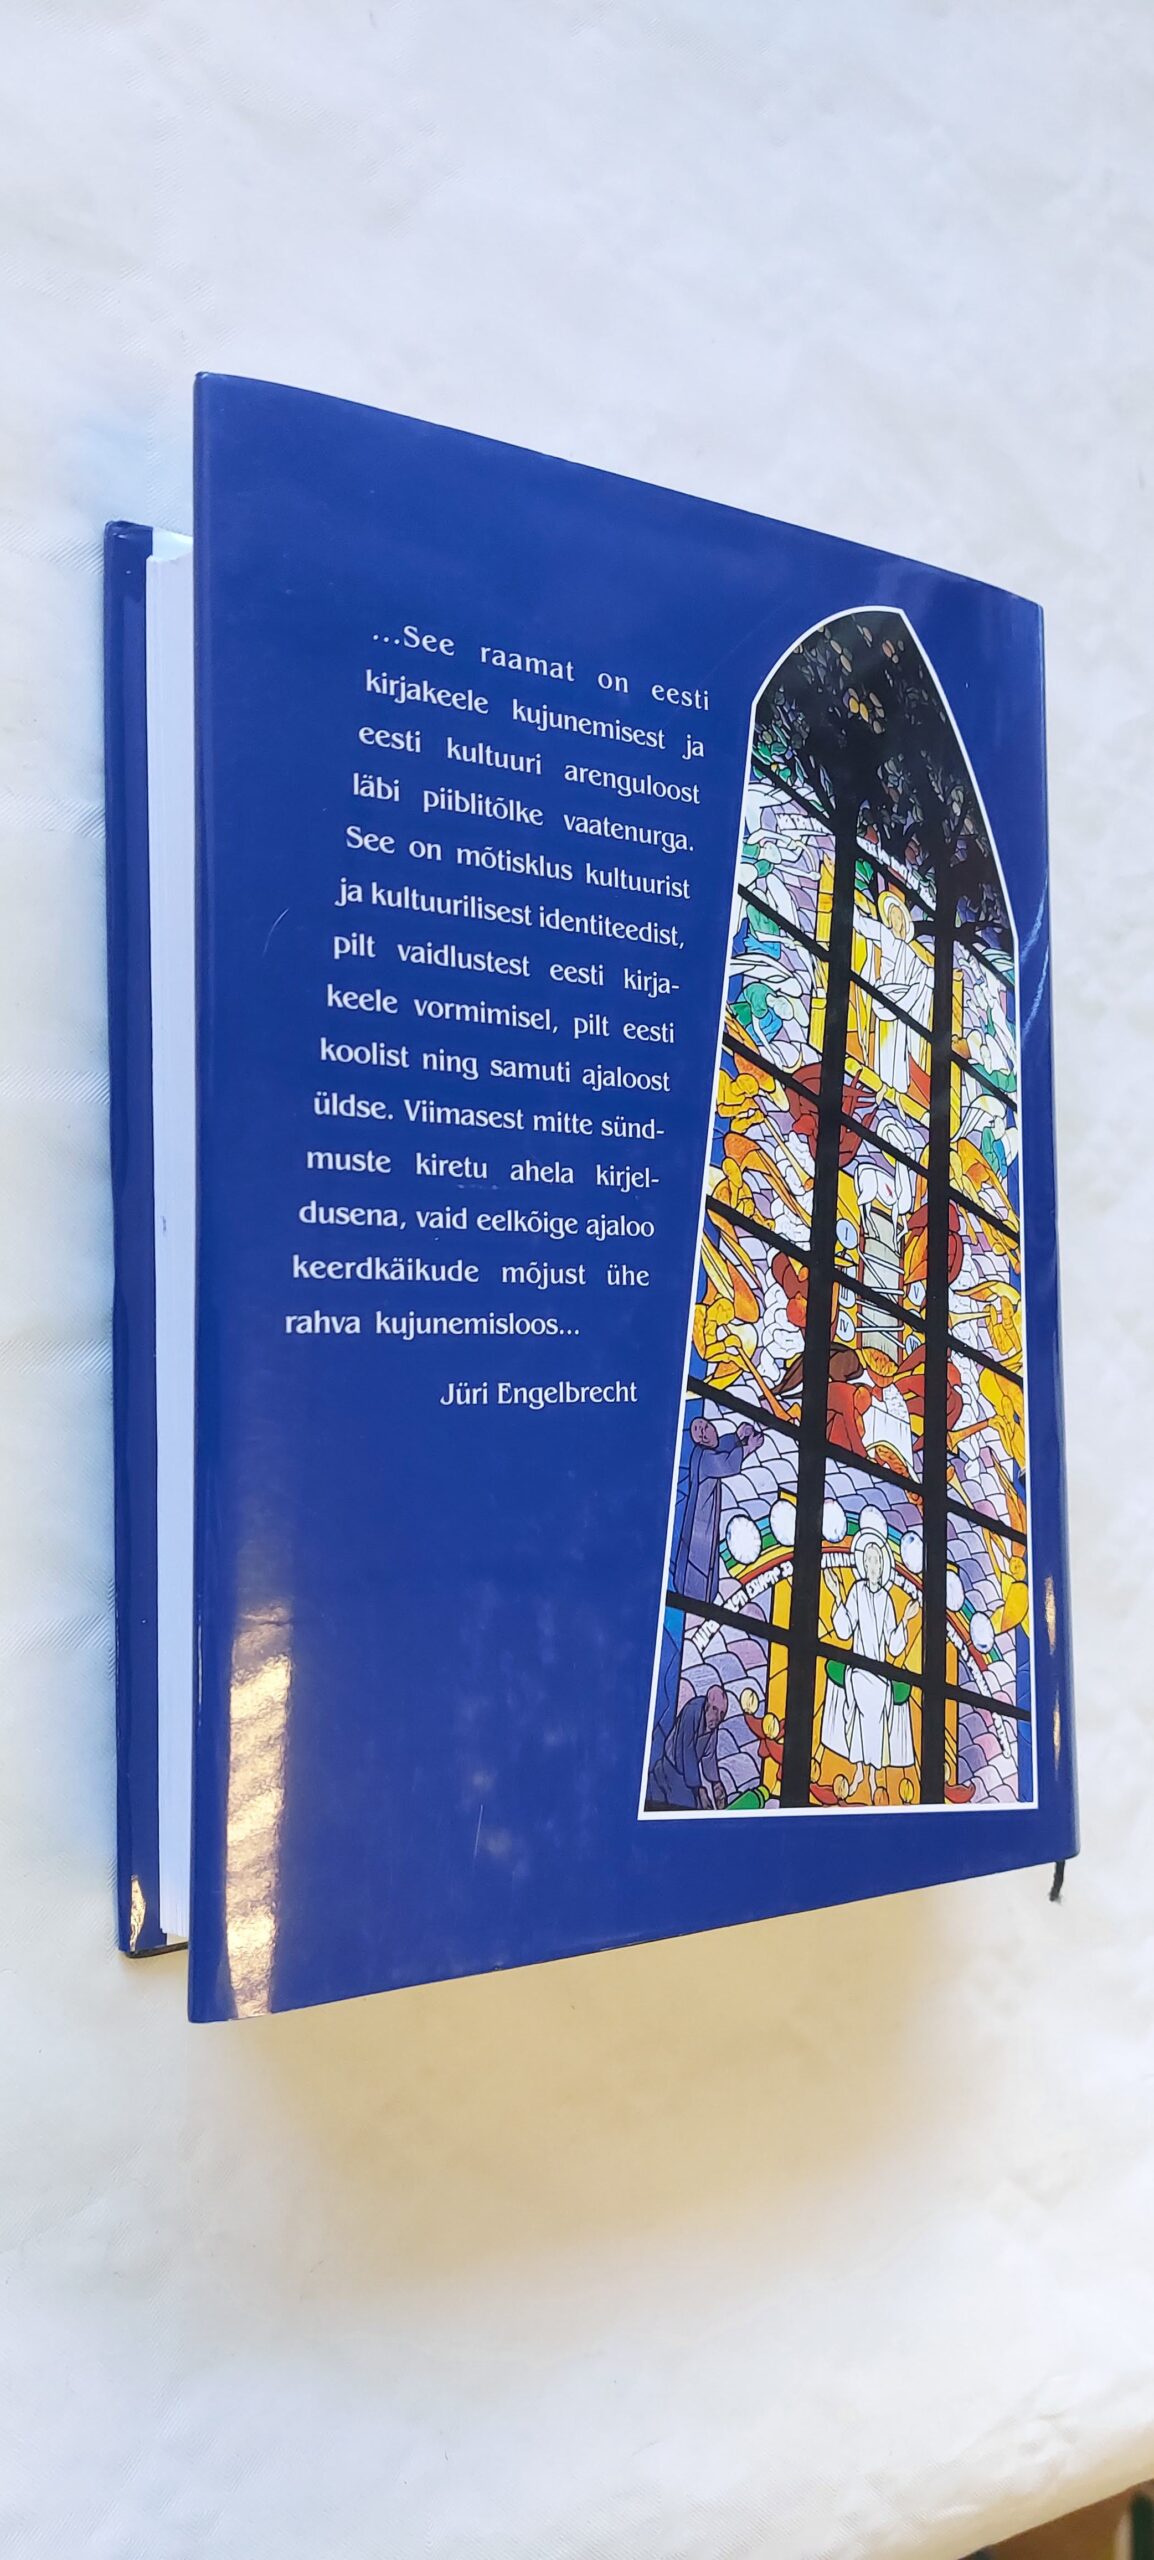 ...See raamat on eesti
kirjakeele kujunemisest ja
eesti kultuuri arenguloost
läbi piiblitõlke vaatenurga.
See on mõtisklus kultuurist
ja kultuurilisest identiteedist,
pilt vaidlustest eesti kirja-
keele vormimisel, pilt eesti
koolist ning samuti ajaloost
üldse. Viimasest mitte sünd-
muste kiretu ahela kirjel-
dusena, vaid eelkõige ajaloo
keerdkäikude mõjust ühe
rahva kujunemisloos...
Jüri Engelbrecht